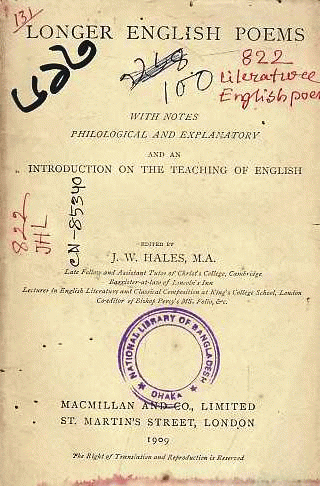 131
LONGER ENGLISH POEMS
822
Literature
English poem
100
WITH NOTES
PHILOLOGICAL AND EXPLANATORY
AND AN
INTRODUCTION ON THE TEACHING OF ENGLISH
822
JHL
CN-85340
EDITED BY
J. W. HALES, M.A.
Late Fellow and Assistant Tutor of Christ's College, Cambridge
Barrister-at-law of Lincoln's Inn
Lecturer in English Literature and Classical Composition at King's College School, London
Co-editor of Bishop Percy's MS. Folio, &c.
NATIONAL LIBRARY OF BANGLADESH
DHAKA
MACMILLAN AND CO., LIMITED
ST. MARTIN'S STREET, LONDON
1909
The Right of Translation and Reproduction is Reserved